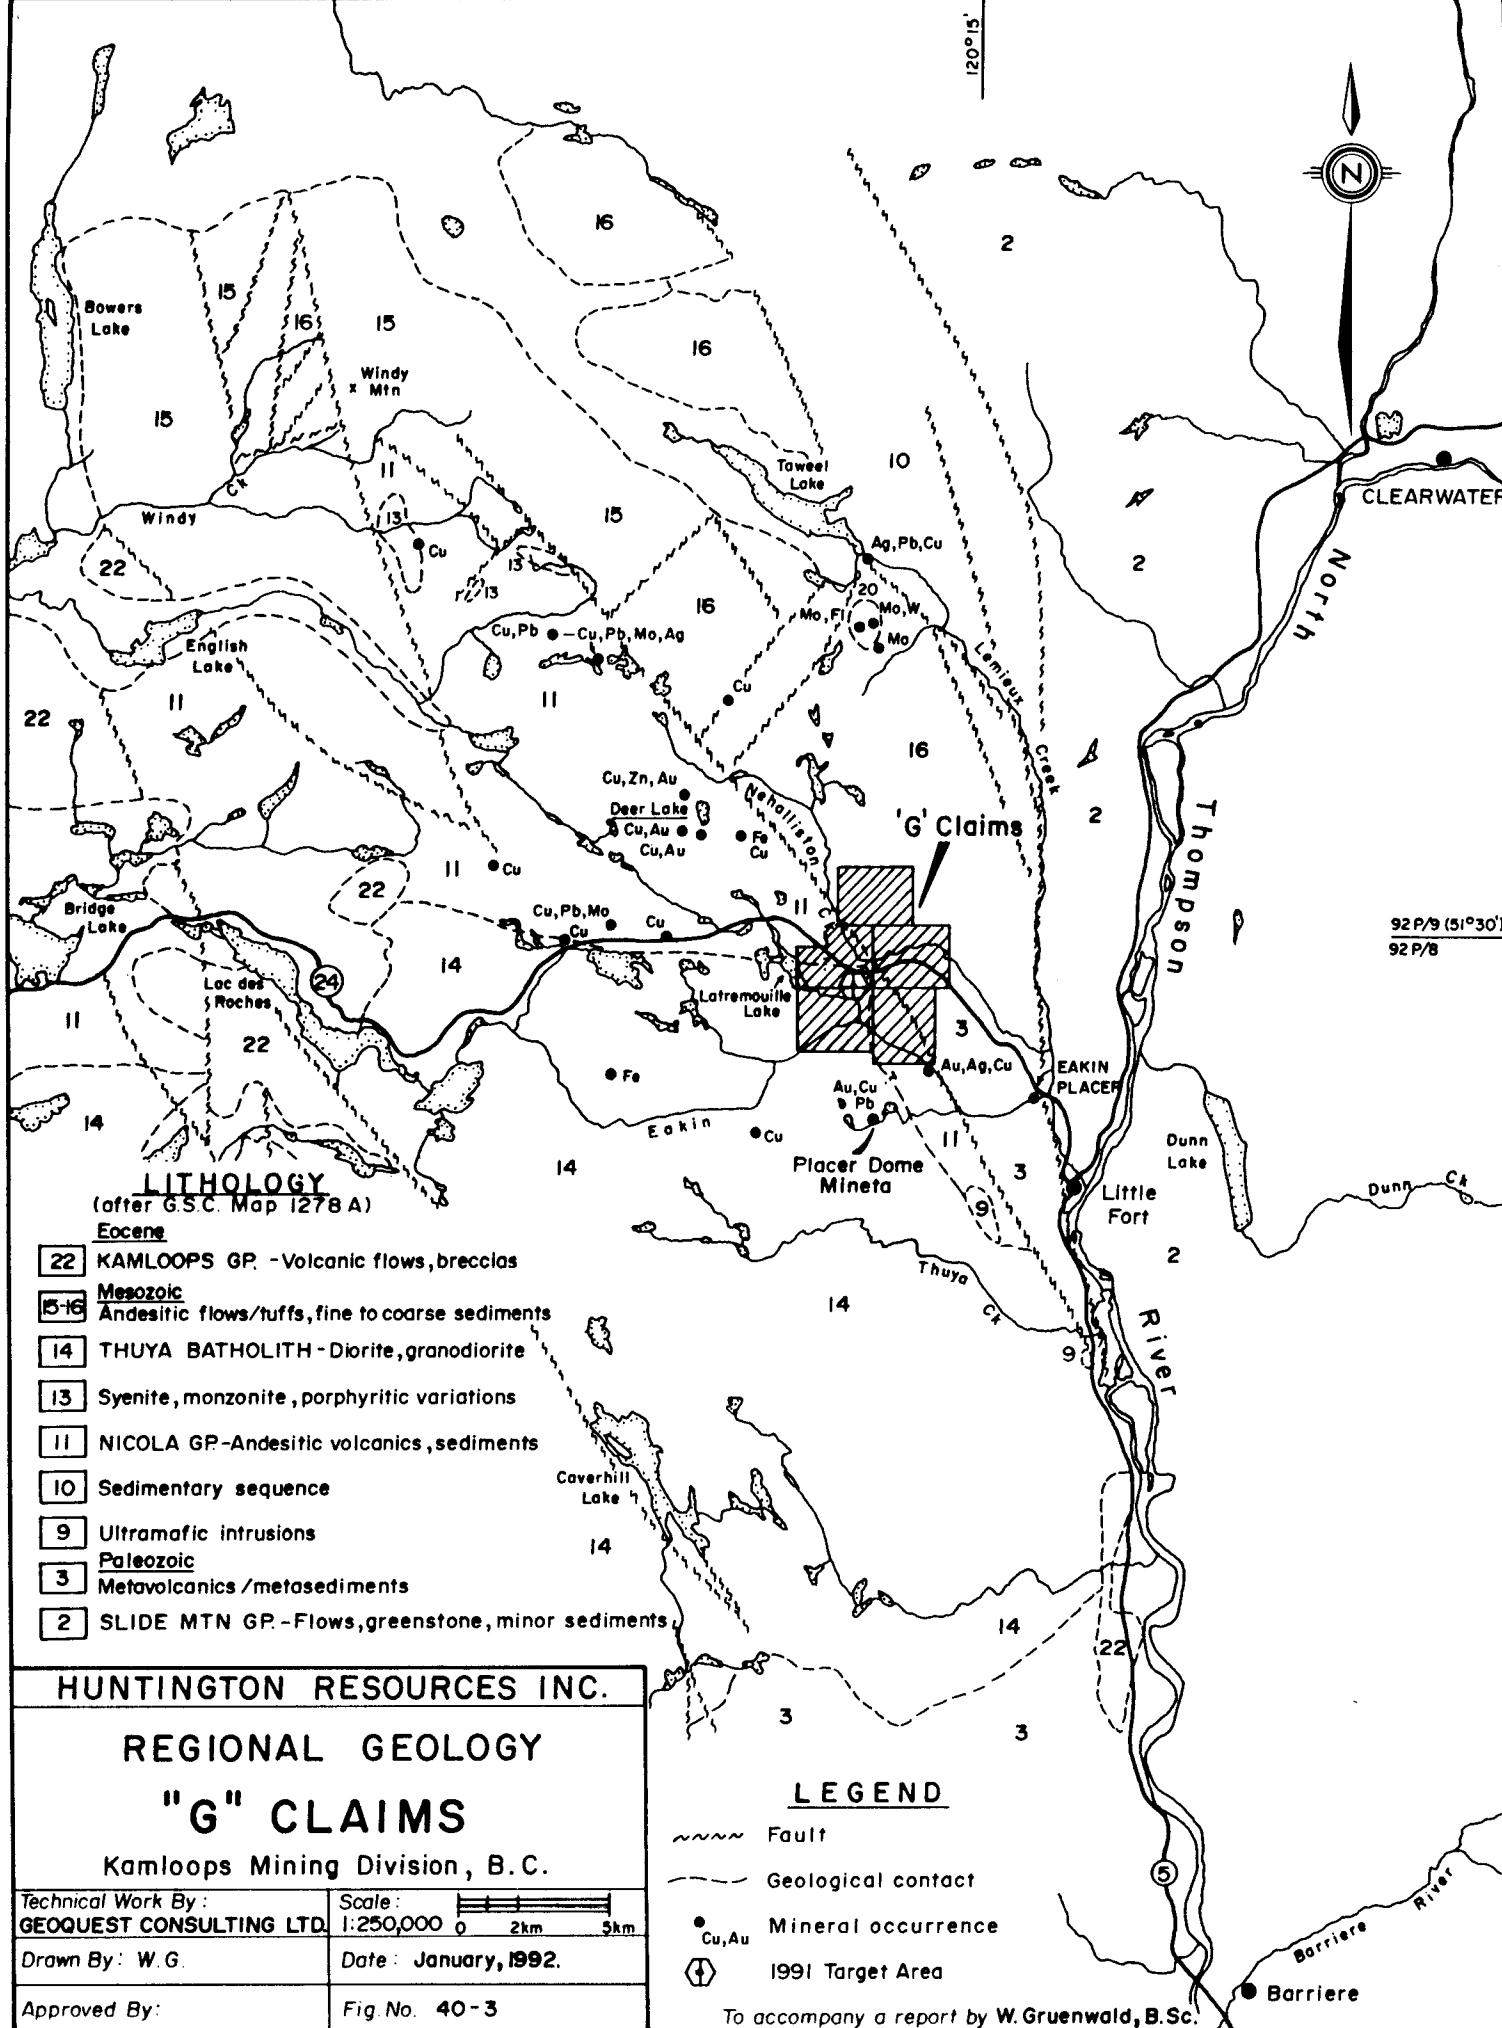 120°15'
N
16
2
15
Bowers
Lake
16
15
16
Windy
x Mtn
15
10
Taweel
Lake
11
CLEARWATER
Ck
Windy
13
15
Cu
Ag,Pb,Cu
22
13
13
2
North
20
16
Mo,Fl
Mo,W
Mo
Cu,Pb
Cu,Pb,Mo,Ag
English
Lake
Lemieux
Creek
11
11
Cu
22
16
Cu,Zn,Au
Deer Lake
Cu,Au
Cu,Au
Fe
Cu
Nehalliston
C
'G' Claims
2
Thompson
11
Cu
22
11
Bridge
Lake
Cu,Pb,Mo
Cu
Cu
92 P/9 (51°30')
92 P/8
14
24
Lac des
Roches
Latremouille
Lake
11
22
3
Fe
Au,Ag,Cu
EAKIN
PLACER
Au,Cu
Pb
14
Eakin
Cu
11
Dunn
Lake
14
Placer Dome
Mineta
3
Little
Fort
Dunn Ck
9
2
Thuya
Ck
14
River
9
LITHOLOGY
(after G.S.C. Map 1278 A)
Eocene
22 KAMLOOPS GP. - Volcanic flows, breccias
Mesozoic
15-16 Andesitic flows/tuffs, fine to coarse sediments
14 THUYA BATHOLITH - Diorite, granodiorite
13 Syenite, monzonite, porphyritic variations
11 NICOLA GP.-Andesitic volcanics, sediments
10 Sedimentary sequence
9 Ultramafic intrusions
Paleozoic
3 Metavolcanics/metasediments
2 SLIDE MTN GP.-Flows, greenstone, minor sediments
Caverhill
Lake
14
14
22
3
3
5
Barriere River
Barriere
HUNTINGTON RESOURCES INC.
REGIONAL GEOLOGY
"G" CLAIMS
Kamloops Mining Division, B.C.
Technical Work By:
GEOQUEST CONSULTING LTD.
Scale:
1:250,000 0 2km 5km
Drawn By: W.G.
Date: January, 1992.
Approved By:
Fig. No. 40-3
LEGEND
Fault
Geological contact
Cu,Au Mineral occurrence
1991 Target Area
To accompany a report by W. Gruenwald, B.Sc.